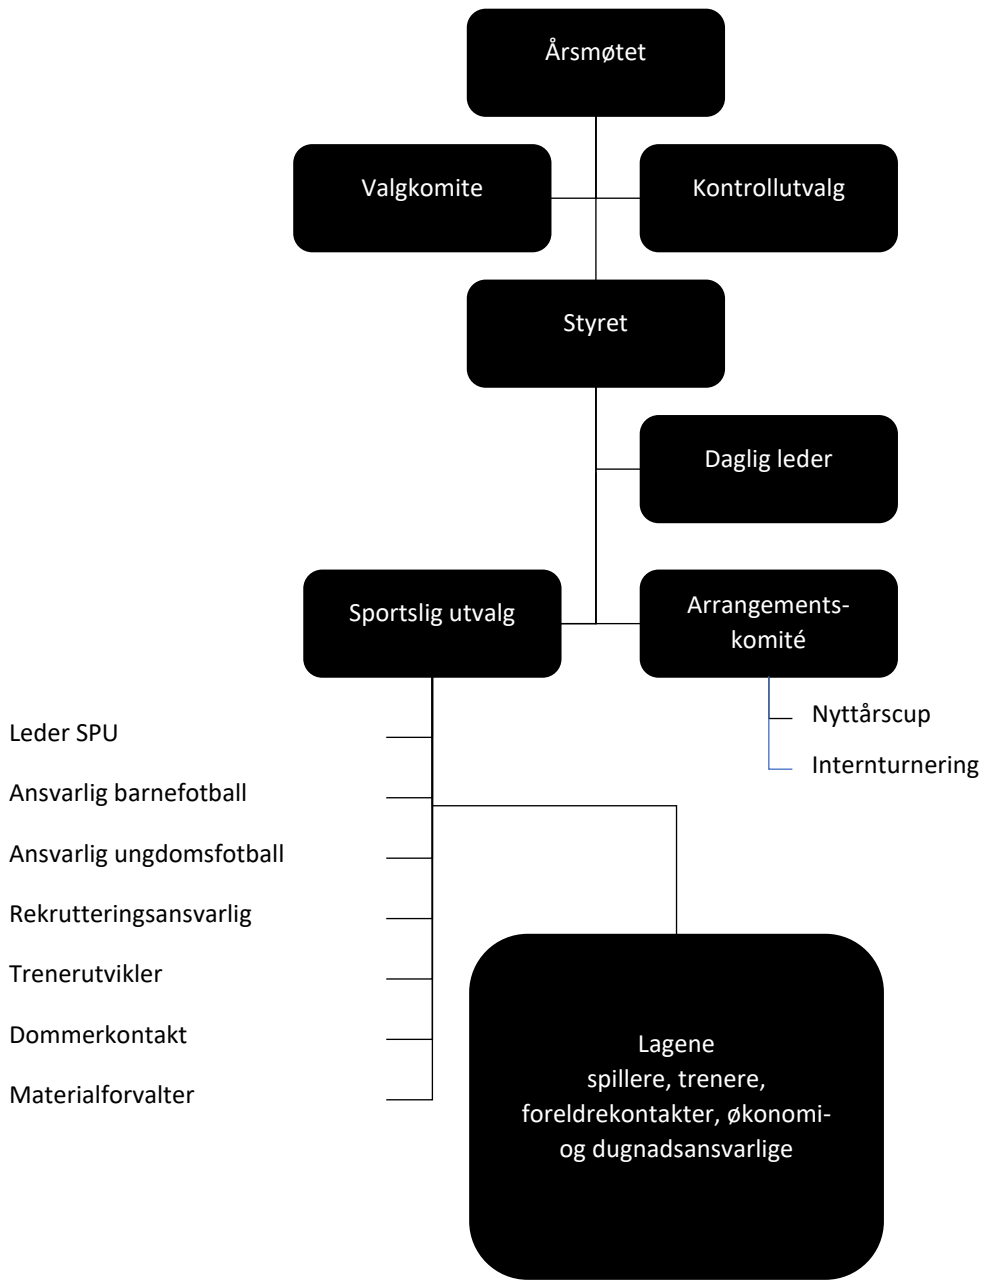 Årsmøtet
Valgkomite
Kontrollutvalg
Styret
Daglig leder
Sportslig utvalg
Arrangements-
komité
Nyttårscup
Internturnering
Leder SPU
Ansvarlig barnefotball
Ansvarlig ungdomsfotball
Rekrutteringsansvarlig
Trenerutvikler
Dommerkontakt
Materialforvalter
Lagene
spillere, trenere,
foreldrekontakter, økonomi-
og dugnadsansvarlige